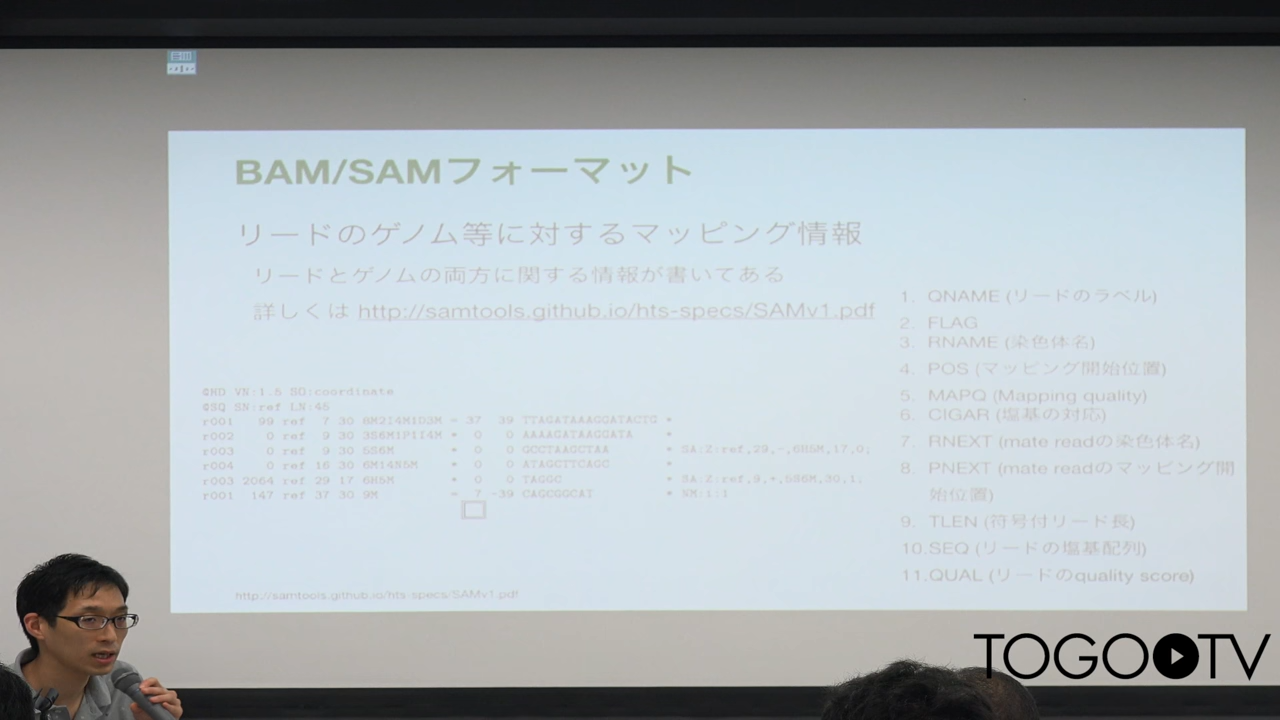 BAM/SAMフォーマット
リードのゲノム等に対するマッピング情報
リードとゲノムの両方に関する情報が書いてある
詳しくは http://samtools.github.io/hts-specs/SAMv1.pdf
@HD VN:1.5 SO:coordinate
@SQ SN:ref LN:45
r001 99 ref 7 30 8M2I4M1D3M = 37 39 TTAGATAAAGGATACTG *
r002 0 ref 9 30 3S6M1P1I4M * 0 0 AAAAGATAAGGATA *
r003 0 ref 9 30 5S6M * 0 0 GCCTAAGCTAA * SA:Z:ref,29,-,6H5M,17,0;
r004 0 ref 16 30 6M14N5M * 0 0 ATAGCTTCAGC *
r003 2064 ref 29 17 6H5M * 0 0 TAGGC * SA:Z:ref,9,+,5S6M,30,1;
r001 147 ref 37 30 9M = 7 -39 CAGCGGCAT * NM:i:1
1. QNAME (リードのラベル)
2. FLAG
3. RNAME (染色体名)
4. POS (マッピング開始位置)
5. MAPQ (Mapping quality)
6. CIGAR (塩基の対応)
7. RNEXT (mate readの染色体名)
8. PNEXT (mate readのマッピング開
始位置)
9. TLEN (符号付リード長)
10.SEQ (リードの塩基配列)
11.QUAL (リードのquality score)
http://samtools.github.io/hts-specs/SAMv1.pdf
TOGOTV